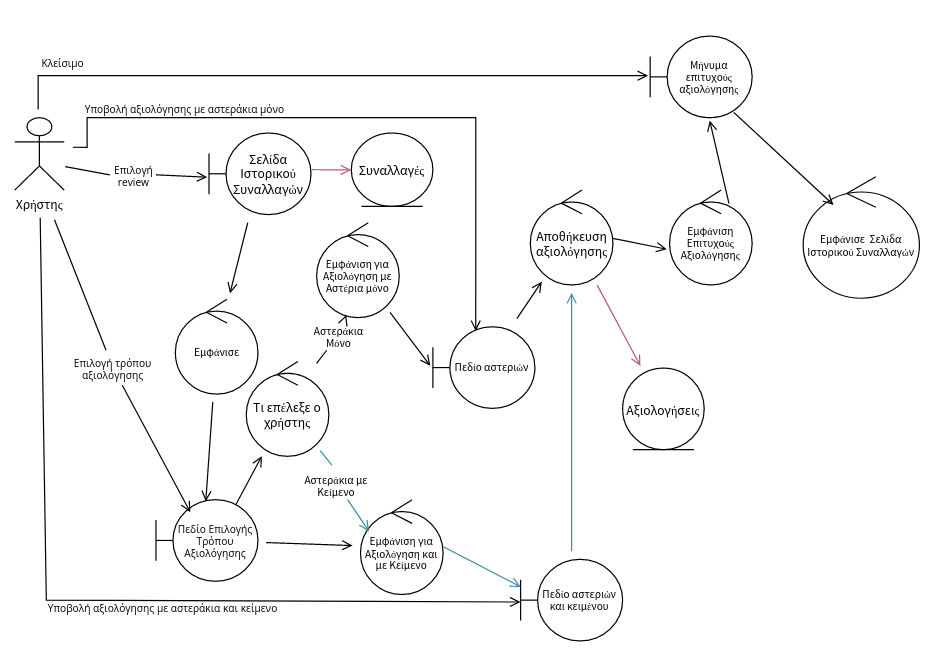 Κλείσιμο
Μήνυμα
επιτυχούς
αξιολόγησης
Υποβολή αξιολόγησης με αστεράκια μόνο
Χρήστης
Επιλογή
review
Σελίδα
Ιστορικού
Συναλλαγών
Συναλλαγές
Αποθήκευση
αξιολόγησης
Εμφάνιση
Επιτυχούς
Αξιολόγησης
Εμφάνισε Σελίδα
Ιστορικού Συναλλαγών
Εμφάνιση για
Αξιολόγηση με
Αστέρια μόνο
Αστεράκια
Μόνο
Εμφάνισε
Επιλογή τρόπου
αξιολόγησης
Πεδίο αστεριών
Τι επέλεξε ο
χρήστης
Αξιολογήσεις
Αστεράκια με
Κείμενο
Πεδίο Επιλογής
Τρόπου
Αξιολόγησης
Εμφάνιση για
Αξιολόγηση και
με Κείμενο
Πεδίο αστεριών
και κειμένου
Υποβολή αξιολόγησης με αστεράκια και κείμενο